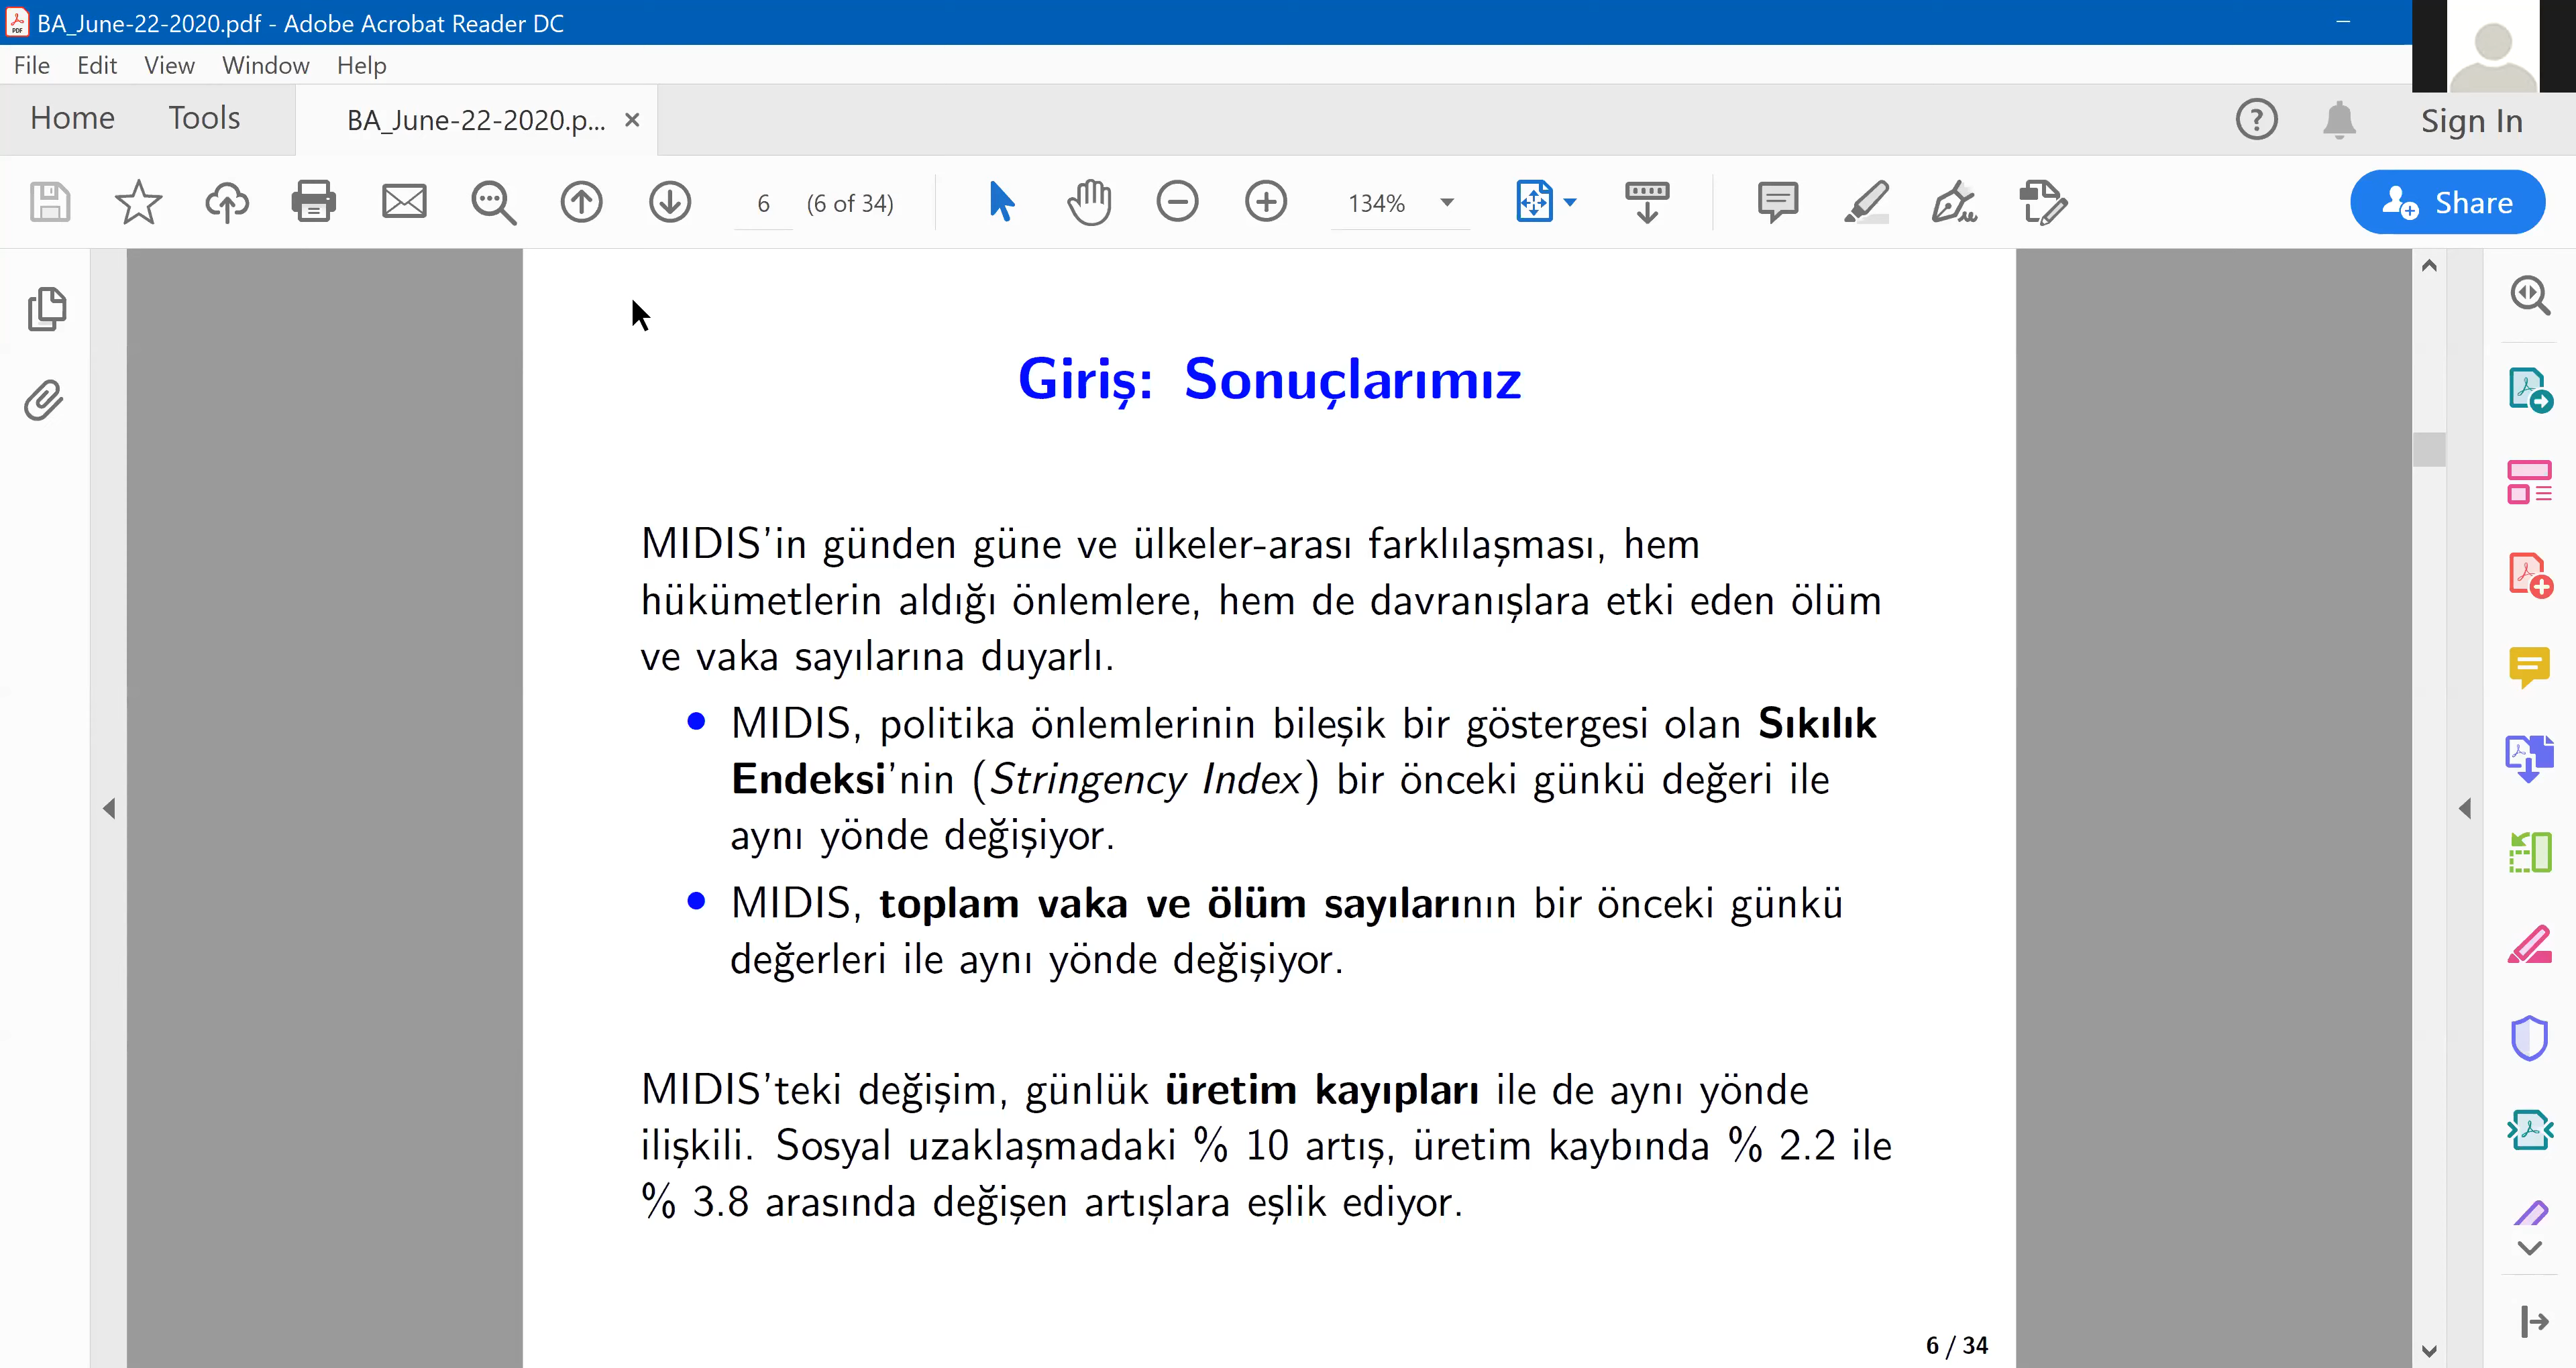 BA_June-22-2020.pdf - Adobe Acrobat Reader DC
File Edit View Window Help
Home Tools BA_June-22-2020.p... Sign In
6 (6 of 34) 134% Share
Giriş: Sonuçlarımız
MIDIS'in günden güne ve ülkeler-arası farklılaşması, hem
hükümetlerin aldığı önlemlere, hem de davranışlara etki eden ölüm
ve vaka sayılarına duyarlı.
• MIDIS, politika önlemlerinin bileşik bir göstergesi olan Sıkılık
Endeksi'nin (Stringency Index) bir önceki günkü değeri ile
aynı yönde değişiyor.
• MIDIS, toplam vaka ve ölüm sayılarının bir önceki günkü
değerleri ile aynı yönde değişiyor.
MIDIS'teki değişim, günlük üretim kayıpları ile de aynı yönde
ilişkili. Sosyal uzaklaşmadaki % 10 artış, üretim kaybında % 2.2 ile
% 3.8 arasında değişen artışlara eşlik ediyor.
6 / 34